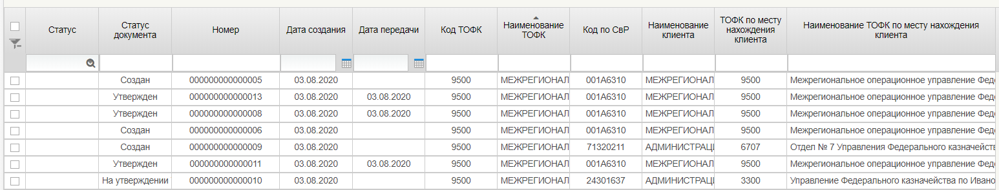 Статус Статус документа Номер Дата создания Дата передачи Код ТОФК Наименование ТОФК Код по СвР Наименование клиента ТОФК по месту нахождения клиента Наименование ТОФК по месту нахождения клиента
Создан 000000000000005 03.08.2020 9500 МЕЖРЕГИОНАЛ 001А6310 МЕЖРЕГИОНАЛ 9500 Межрегиональное операционное управление Феде
Утвержден 000000000000013 03.08.2020 03.08.2020 9500 МЕЖРЕГИОНАЛ 001А6310 МЕЖРЕГИОНАЛ 9500 Межрегиональное операционное управление Феде
Утвержден 000000000000008 03.08.2020 03.08.2020 9500 МЕЖРЕГИОНАЛ 001А6310 МЕЖРЕГИОНАЛ 9500 Межрегиональное операционное управление Феде
Создан 000000000000006 03.08.2020 9500 МЕЖРЕГИОНАЛ 001А6310 МЕЖРЕГИОНАЛ 9500 Межрегиональное операционное управление Феде
Создан 000000000000009 03.08.2020 9500 МЕЖРЕГИОНАЛ 71320211 АДМИНИСТРАЦ 6707 Отдел № 7 Управления Федерального казначейств
Утвержден 000000000000011 03.08.2020 03.08.2020 9500 МЕЖРЕГИОНАЛ 001А6310 МЕЖРЕГИОНАЛ 9500 Межрегиональное операционное управление Феде
На утверждении 000000000000010 03.08.2020 9500 МЕЖРЕГИОНАЛ 24301637 АДМИНИСТРАЦ 3300 Управление Федерального казначейства по Ивано